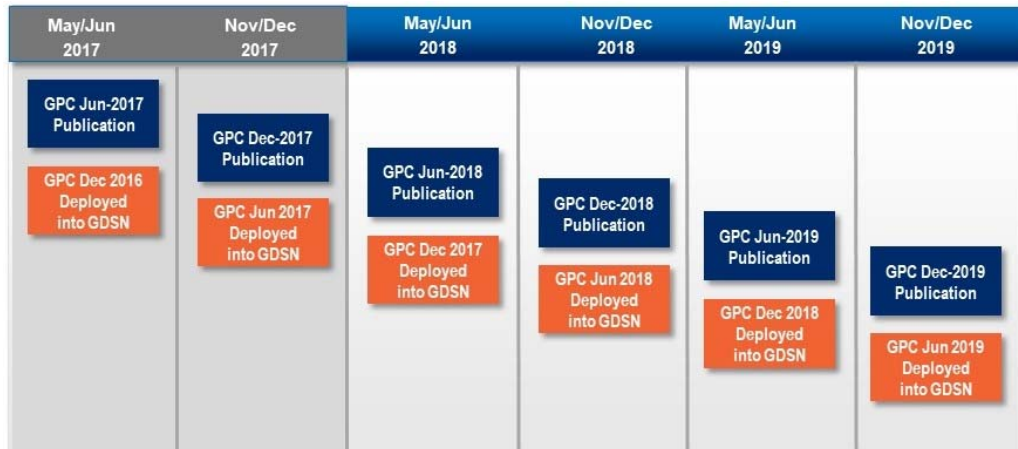 May/Jun
2017
Nov/Dec
2017
May/Jun
2018
Nov/Dec
2018
May/Jun
2019
Nov/Dec
2019
GPC Jun-2017
Publication
GPC Dec 2016
Deployed
into GDSN
GPC Dec-2017
Publication
GPC Jun 2017
Deployed
into GDSN
GPC Jun-2018
Publication
GPC Dec 2017
Deployed
into GDSN
GPC Dec-2018
Publication
GPC Jun 2018
Deployed
into GDSN
GPC Jun-2019
Publication
GPC Dec 2018
Deployed
into GDSN
GPC Dec-2019
Publication
GPC Jun 2019
Deployed
into GDSN